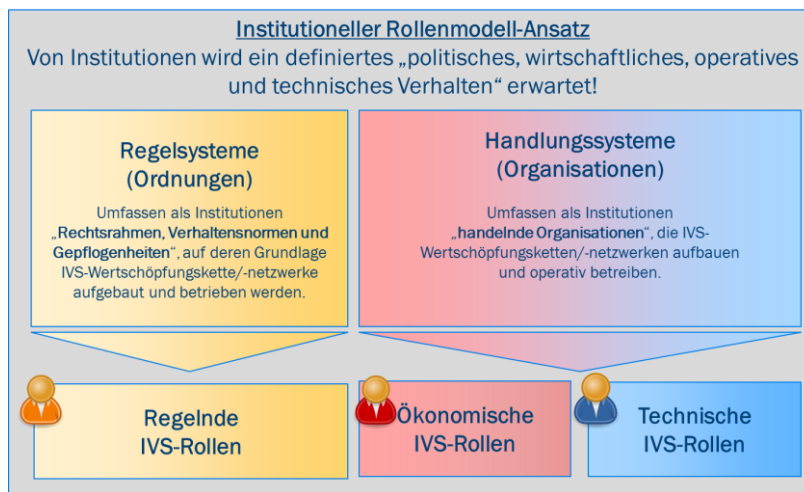 Institutioneller Rollenmodell-Ansatz
Von Institutionen wird ein definiertes „politisches, wirtschaftliches, operatives
und technisches Verhalten“ erwartet!
Regelsysteme
(Ordnungen)
Umfassen als Institutionen
„Rechtsrahmen, Verhaltensnormen und
Gepflogenheiten“, auf deren Grundlage
IVS-Wertschöpfungskette/-netzwerke
aufgebaut und betrieben werden.
Handlungssysteme
(Organisationen)
Umfassen als Institutionen
„handelnde Organisationen“, die IVS-
Wertschöpfungsketten/-netzwerken aufbauen
und operativ betreiben.
Regelnde
IVS-Rollen
Ökonomische
IVS-Rollen
Technische
IVS-Rollen